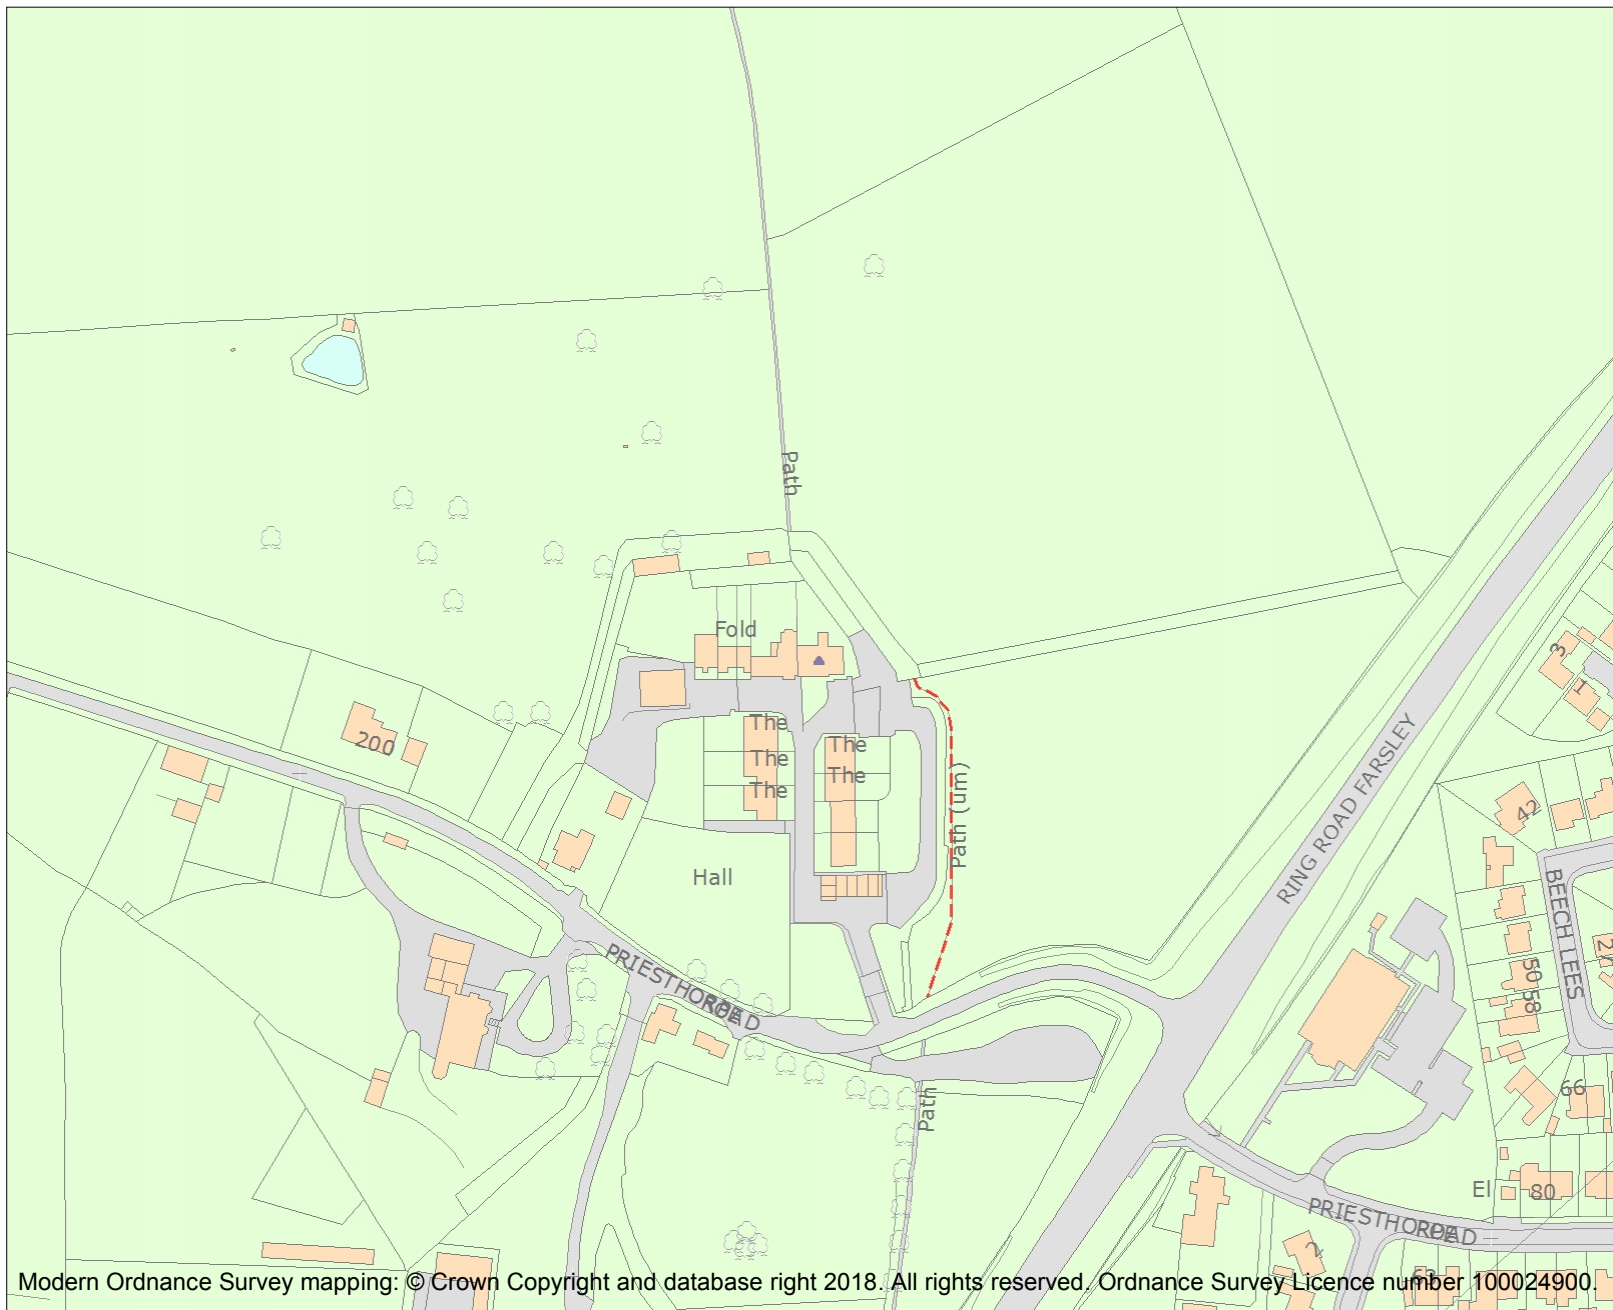 Path
Fold
3
1
The
200
The
The
The
The
Path (um)
RING ROAD FARSLEY
42
Hall
BEECH LEES
50
58
PRIESTHORPE
ROAD
66
Path
El
80
PRIESTHORPE
ROAD
2
63
Modern Ordnance Survey mapping: © Crown Copyright and database right 2018. All rights reserved. Ordnance Survey Licence number 100024900.